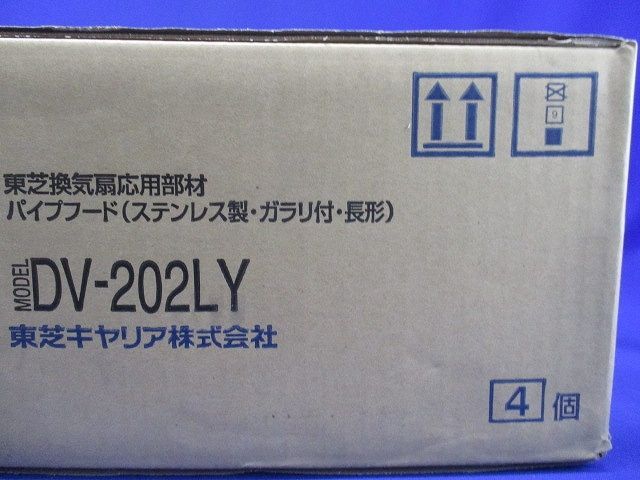 9
東芝換気扇応用部材
パイプフード(ステンレス製・ガラリ付・長形)
MODEL DV-202LY
東芝キヤリア株式会社
4個